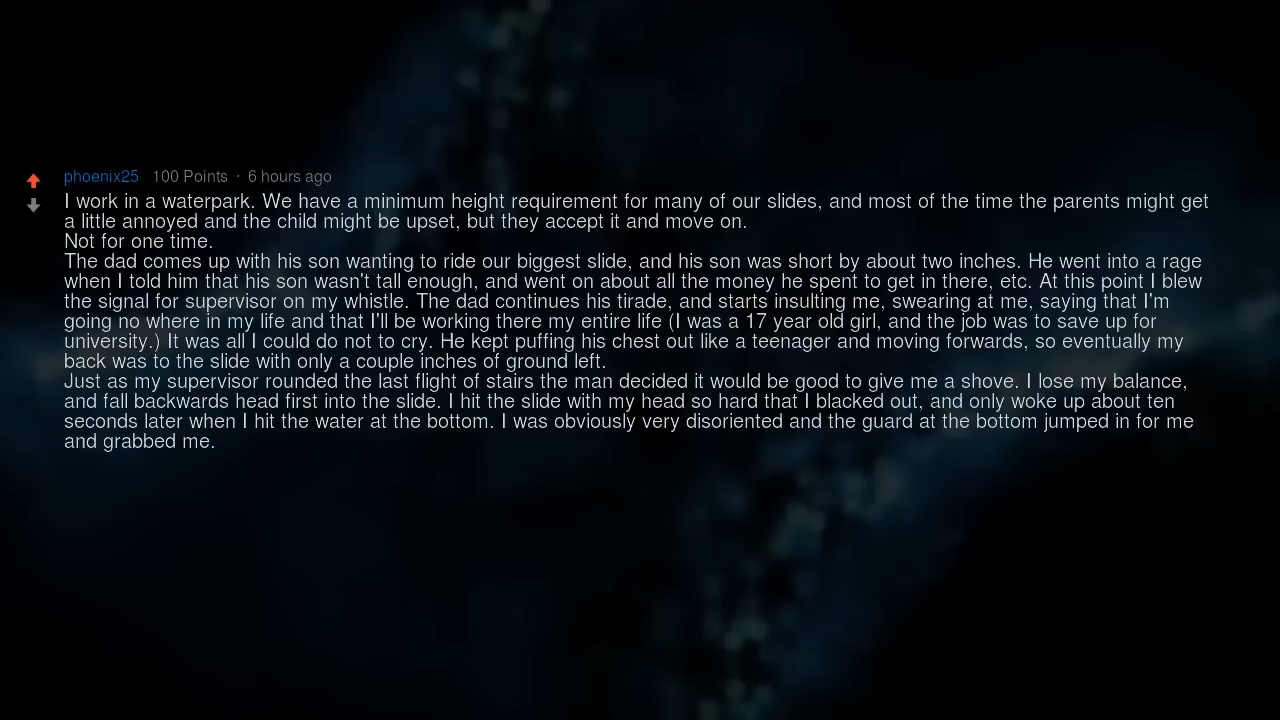 phoenix25 100 Points · 6 hours ago
I work in a waterpark. We have a minimum height requirement for many of our slides, and most of the time the parents might get
a little annoyed and the child might be upset, but they accept it and move on.
Not for one time.
The dad comes up with his son wanting to ride our biggest slide, and his son was short by about two inches. He went into a rage
when I told him that his son wasn't tall enough, and went on about all the money he spent to get in there, etc. At this point I blew
the signal for supervisor on my whistle. The dad continues his tirade, and starts insulting me, swearing at me, saying that I'm
going no where in my life and that I'll be working there my entire life (I was a 17 year old girl, and the job was to save up for
university.) It was all I could do not to cry. He kept puffing his chest out like a teenager and moving forwards, so eventually my
back was to the slide with only a couple inches of ground left.
Just as my supervisor rounded the last flight of stairs the man decided it would be good to give me a shove. I lose my balance,
and fall backwards head first into the slide. I hit the slide with my head so hard that I blacked out, and only woke up about ten
seconds later when I hit the water at the bottom. I was obviously very disoriented and the guard at the bottom jumped in for me
and grabbed me.